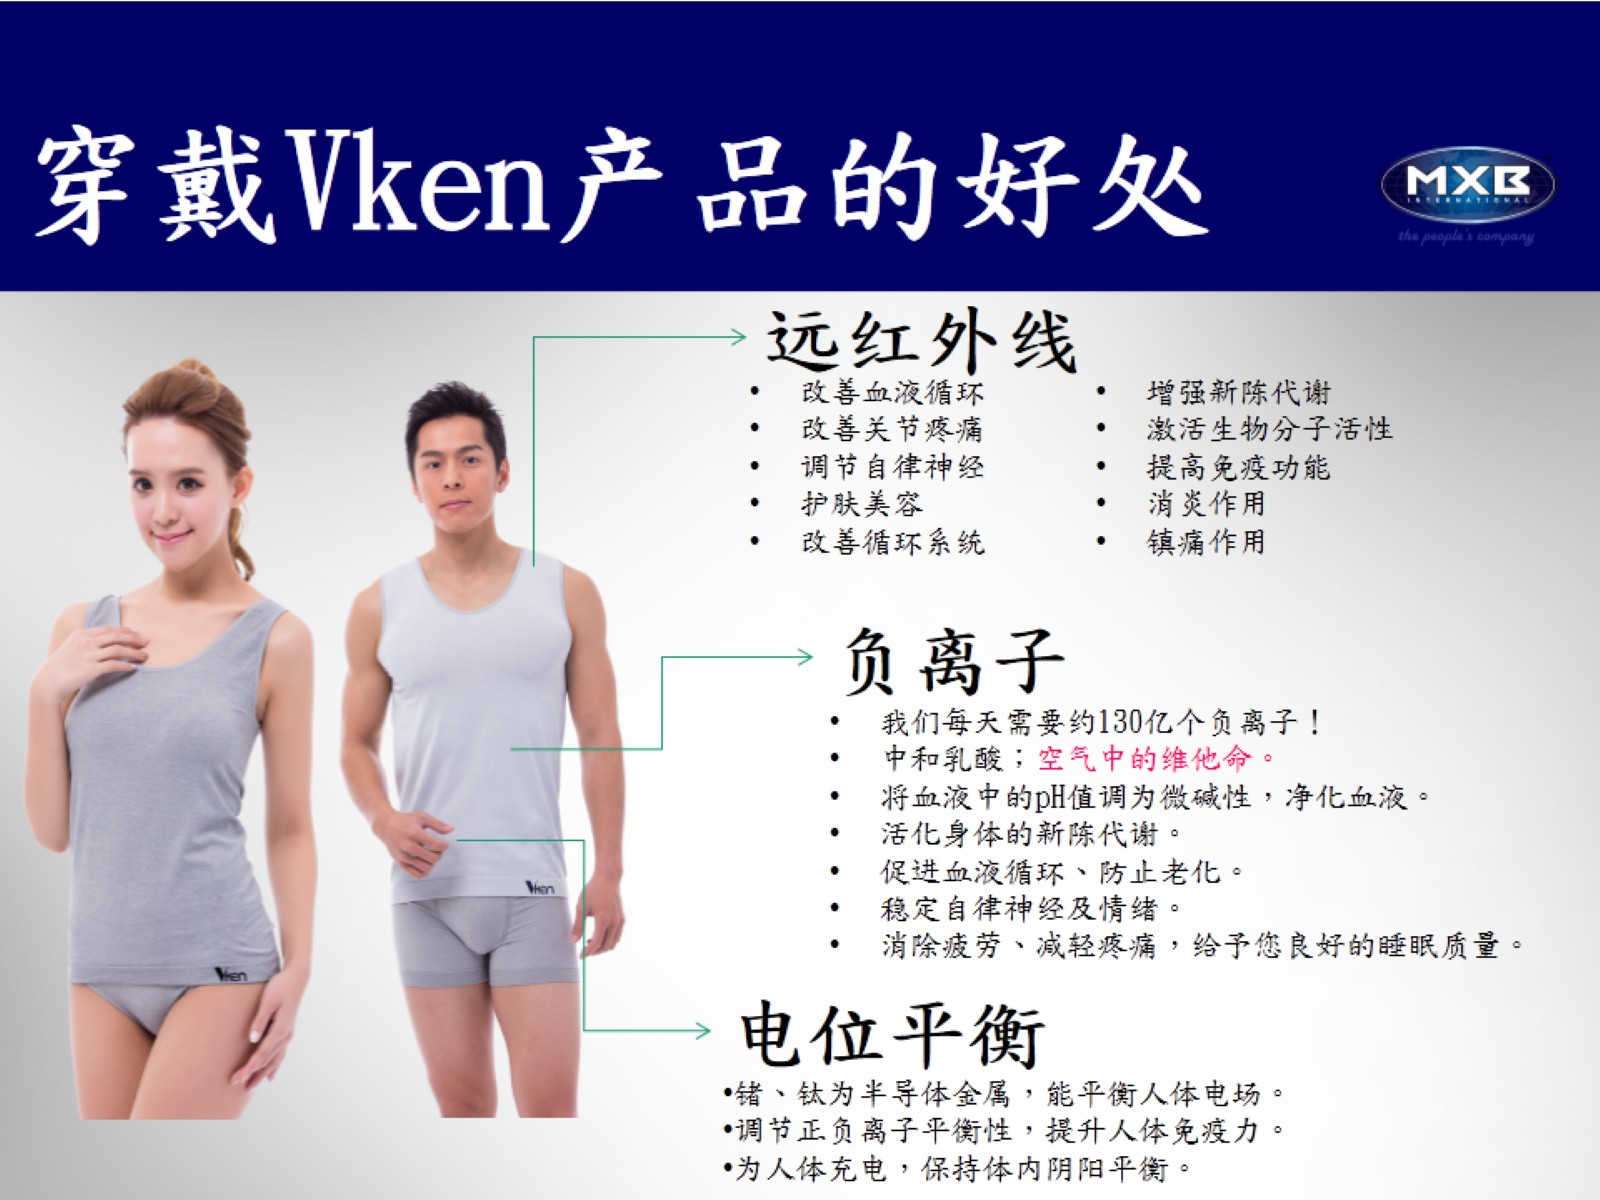 穿戴Vken产品的好处
MXB
INTERNATIONAL
the people's company
远红外线
• 改善血液循环
• 改善关节疼痛
• 调节自律神经
• 护肤美容
• 改善循环系统
• 增强新陈代谢
• 激活生物分子活性
• 提高免疫功能
• 消炎作用
• 镇痛作用
负离子
• 我们每天需要约130亿个负离子！
• 中和乳酸；空气中的维他命。
• 将血液中的pH值调为微碱性，净化血液。
• 活化身体的新陈代谢。
• 促进血液循环、防止老化。
• 稳定自律神经及情绪。
• 消除疲劳、减轻疼痛，给予您良好的睡眠质量。
电位平衡
•锗、钛为半导体金属，能平衡人体电场。
•调节正负离子平衡性，提升人体免疫力。
•为人体充电，保持体内阴阳平衡。
Vken
Vken